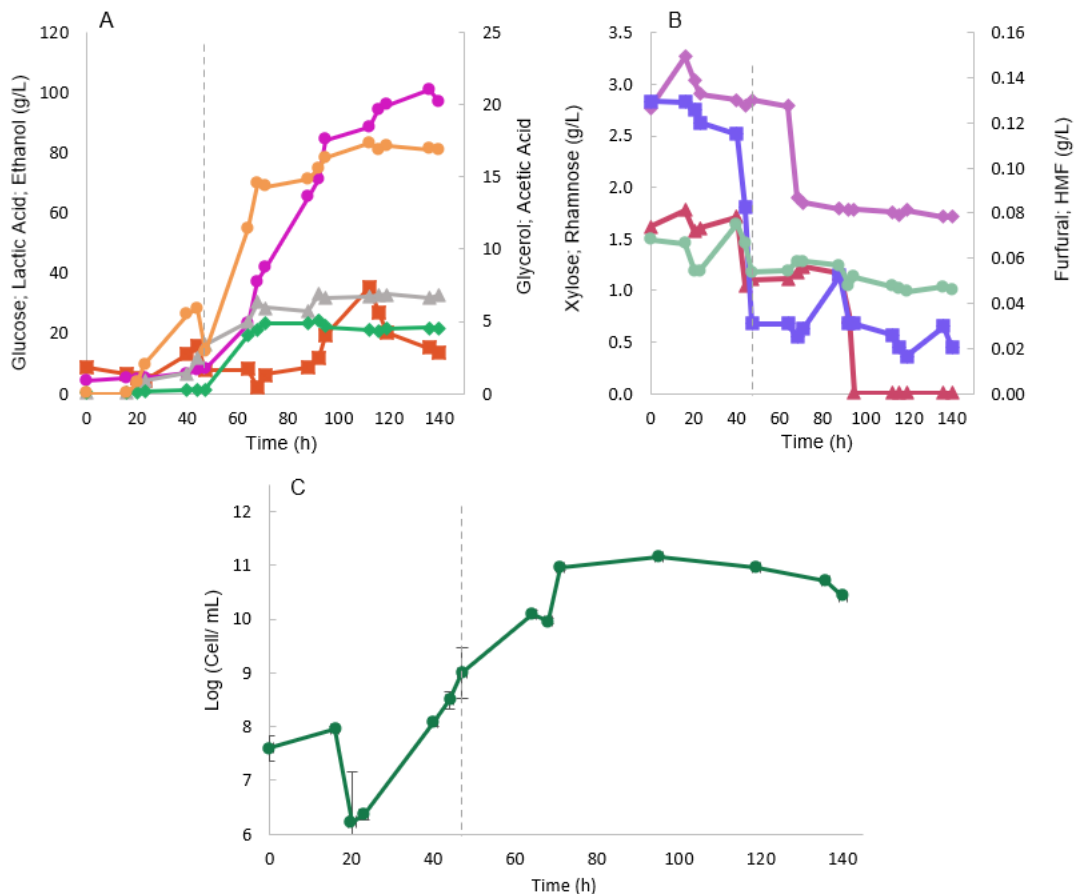 A
Glucose; Lactic Acid; Ethanol (g/L)
120
100
80
60
40
20
0
25
20
15
10
5
0
Glycerol; Acetic Acid
0 20 40 60 80 100 120 140
Time (h)
B
Xylose; Rhamnose (g/L)
3.5
3.0
2.5
2.0
1.5
1.0
0.5
0.0
0.16
0.14
0.12
0.10
0.08
0.06
0.04
0.02
0.00
Furfural; HMF (g/L)
0 20 40 60 80 100 120 140
Time (h)
C
Log (Cell/ mL)
12
11
10
9
8
7
6
0 20 40 60 80 100 120 140
Time (h)